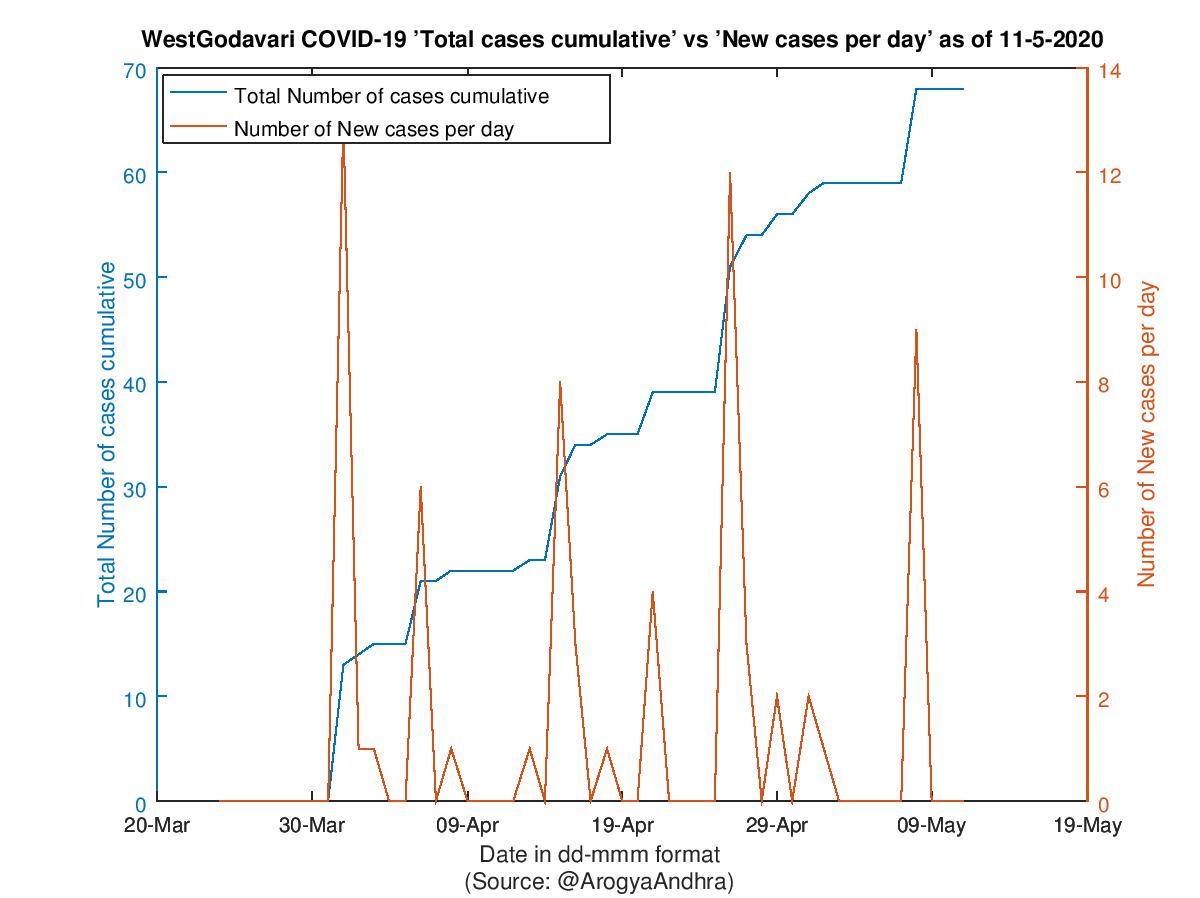 WestGodavari COVID-19 ’Total cases cumulative’ vs ’New cases per day’ as of 11-5-2020
Total Number of cases cumulative
Number of New cases per day
70
60
50
40
30
20
10
0
Total Number of cases cumulative
14
12
10
8
6
4
2
0
Number of New cases per day
20-Mar 30-Mar 09-Apr 19-Apr 29-Apr 09-May 19-May
Date in dd-mmm format
(Source: @ArogyaAndhra)